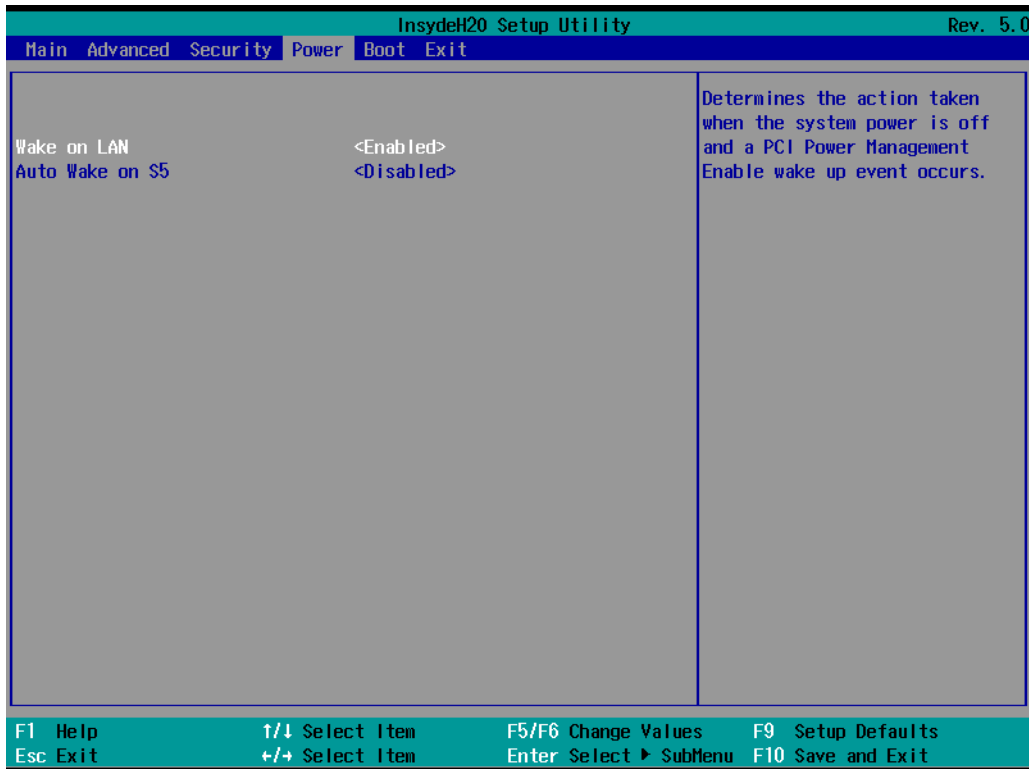 InsydeH20 Setup Utility Rev. 5.0
Main Advanced Security Power Boot Exit
Wake on LAN <Enabled>
Auto Wake on S5 <Disabled>
Determines the action taken
when the system power is off
and a PCI Power Management
Enable wake up event occurs.
F1 Help ↑/↓ Select Item F5/F6 Change Values F9 Setup Defaults
Esc Exit ←/→ Select Item Enter Select ▶ SubMenu F10 Save and Exit